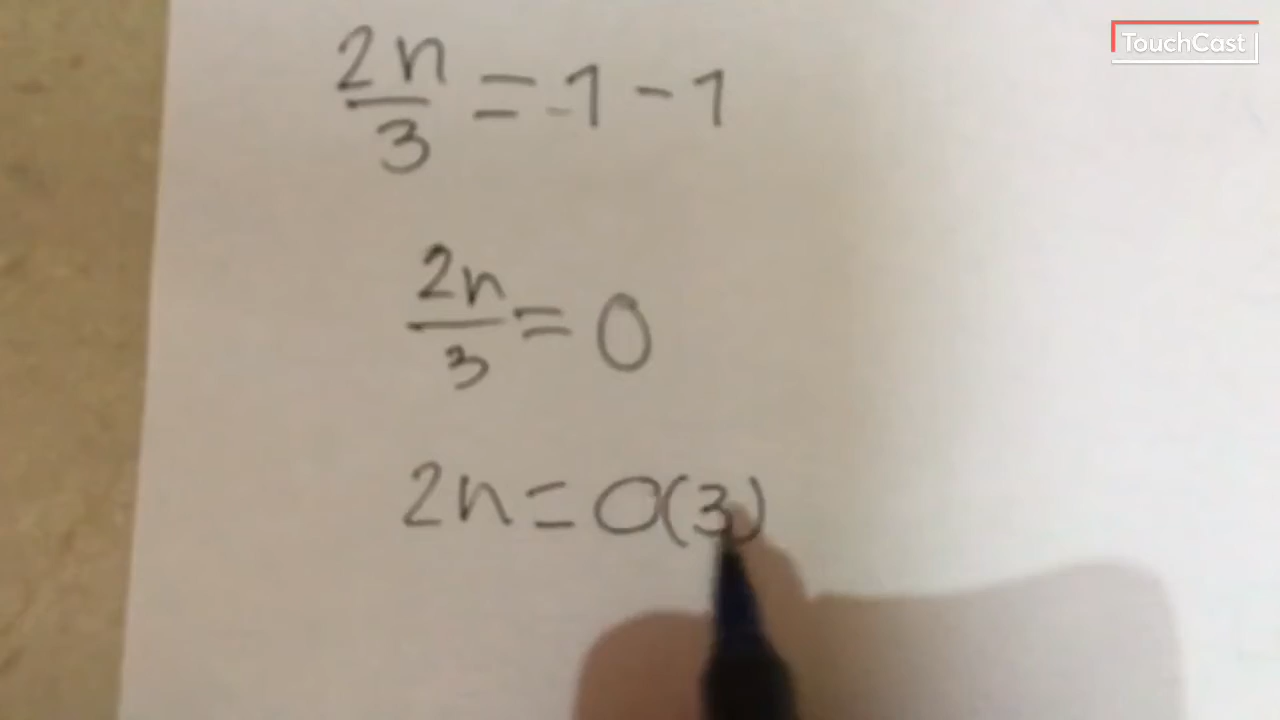 TouchCast
2n/3 = 1 - 1
2n/3 = 0
2n = 0(3)